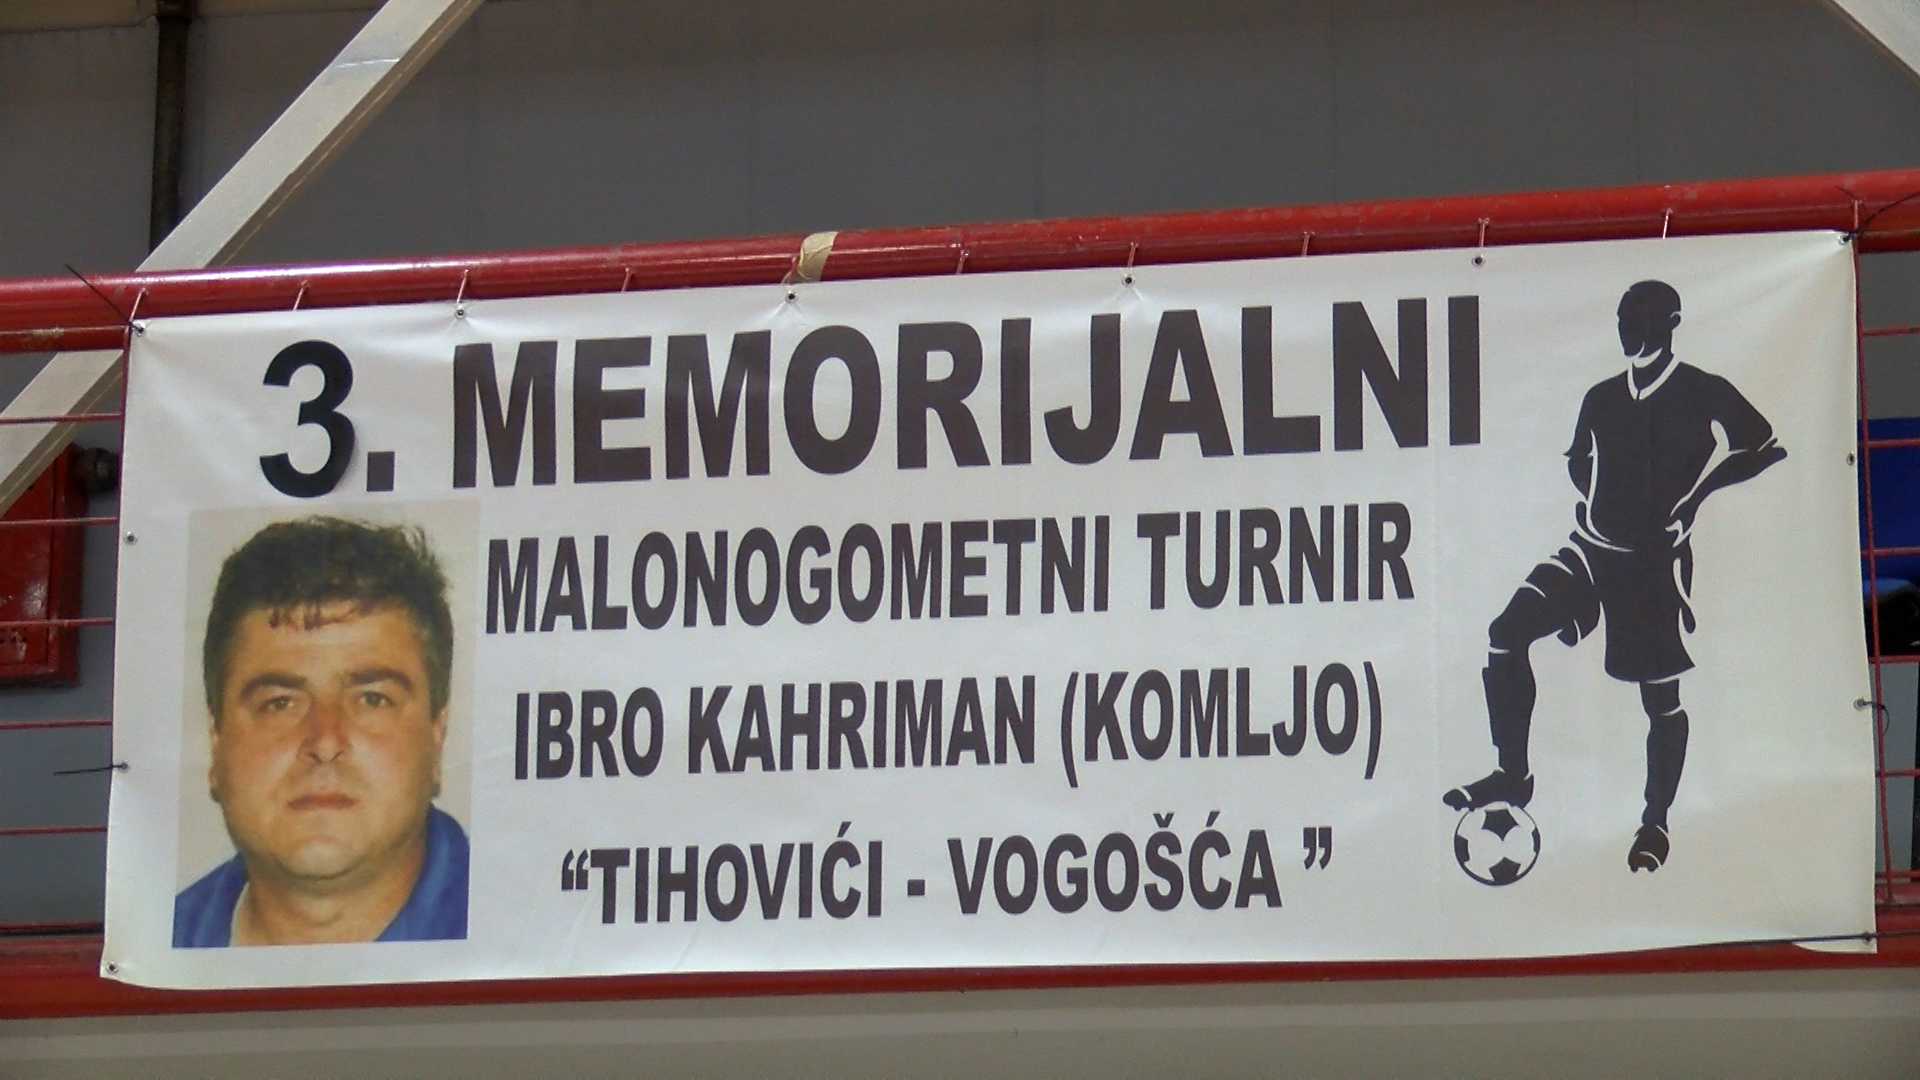 3. MEMORIJALNI
MALONOGOMETNI TURNIR
IBRO KAHRIMAN (KOMLJO)
“TIHOVIĆI - VOGOŠĆA ”